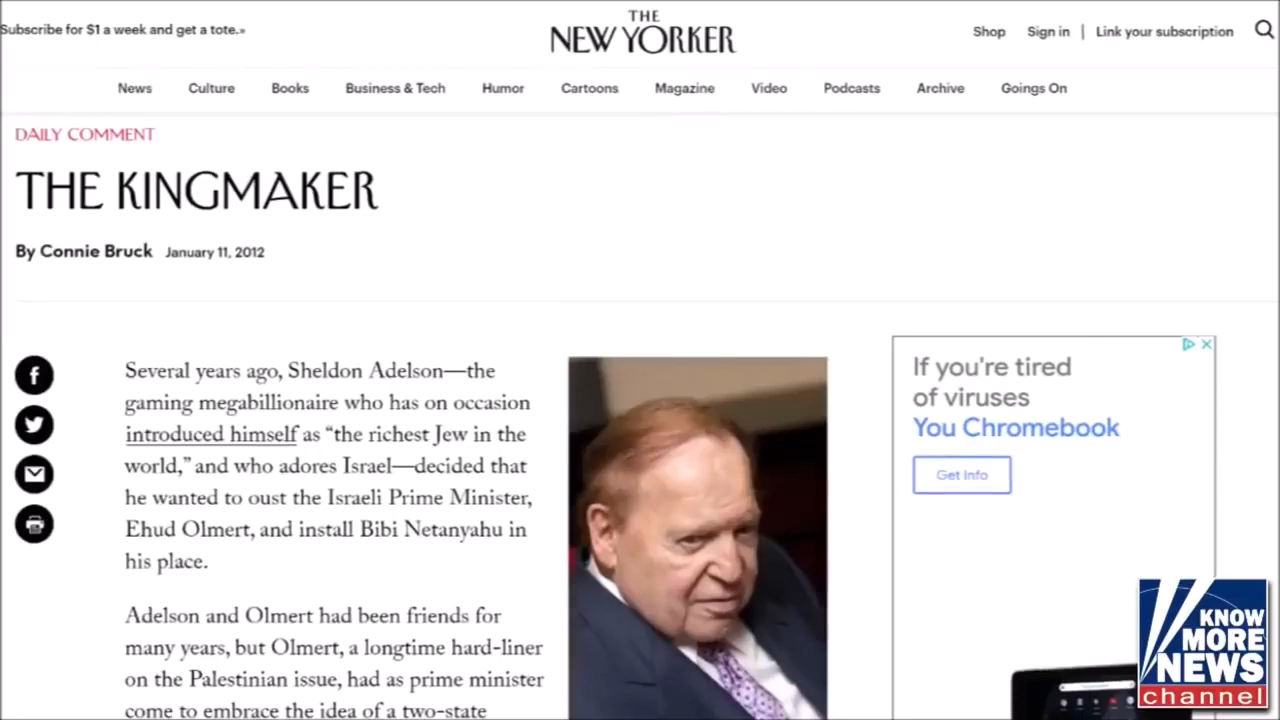 Subscribe for $1 a week and get a tote.»
THE
NEW YORKER
Shop Sign in | Link your subscription
News Culture Books Business & Tech Humor Cartoons Magazine Video Podcasts Archive Goings On
DAILY COMMENT
THE KINGMAKER
By Connie Bruck January 11, 2012
Several years ago, Sheldon Adelson—the
gaming megabillionaire who has on occasion
introduced himself as “the richest Jew in the
world,” and who adores Israel—decided that
he wanted to oust the Israeli Prime Minister,
Ehud Olmert, and install Bibi Netanyahu in
his place.
Adelson and Olmert had been friends for
many years, but Olmert, a longtime hard-liner
on the Palestinian issue, had as prime minister
come to embrace the idea of a two-state
If you're tired
of viruses
You Chromebook
Get Info
KNOW
MORE
NEWS
channel